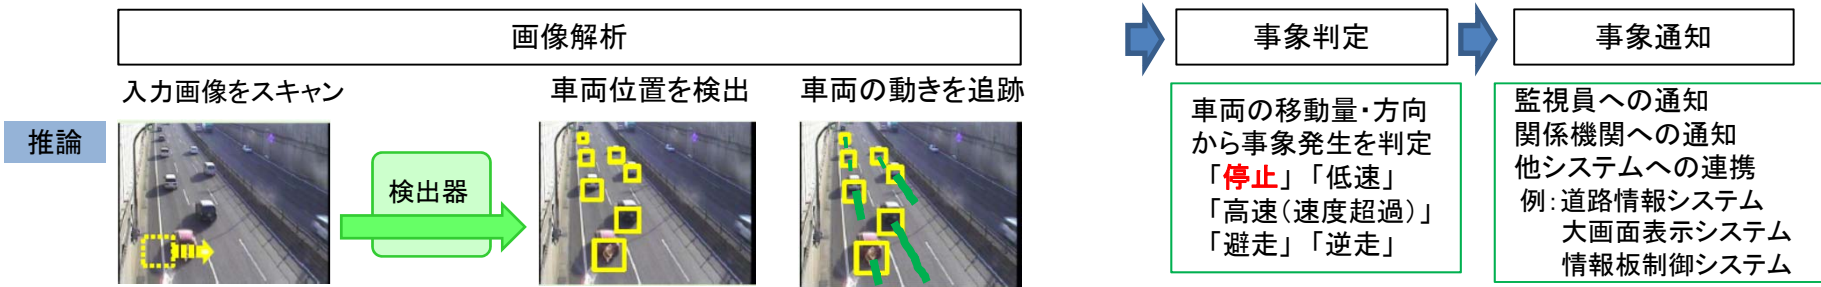 画像解析
事象判定
事象通知
入力画像をスキャン
車両位置を検出
車両の動きを追跡
推論
検出器
車両の移動量・方向
から事象発生を判定
「停止」「低速」
「高速(速度超過)」
「避走」「逆走」
監視員への通知
関係機関への通知
他システムへの連携
例：道路情報システム
大画面表示システム
情報板制御システム